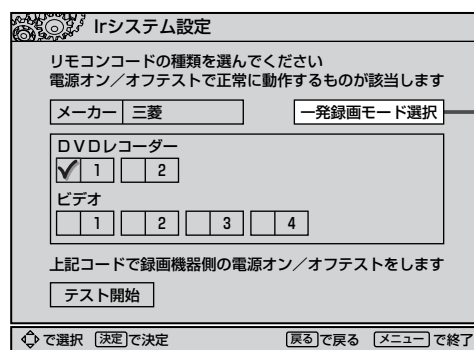 Irシステム設定
リモコンコードの種類を選んでください
電源オン／オフテストで正常に動作するものが該当します
メーカー 三菱 一発録画モード選択
DVDレコーダー
1 2
ビデオ
1 2 3 4
上記コードで録画機器側の電源オン／オフテストをします
テスト開始
で選択 決定で決定 戻るで戻る メニューで終了